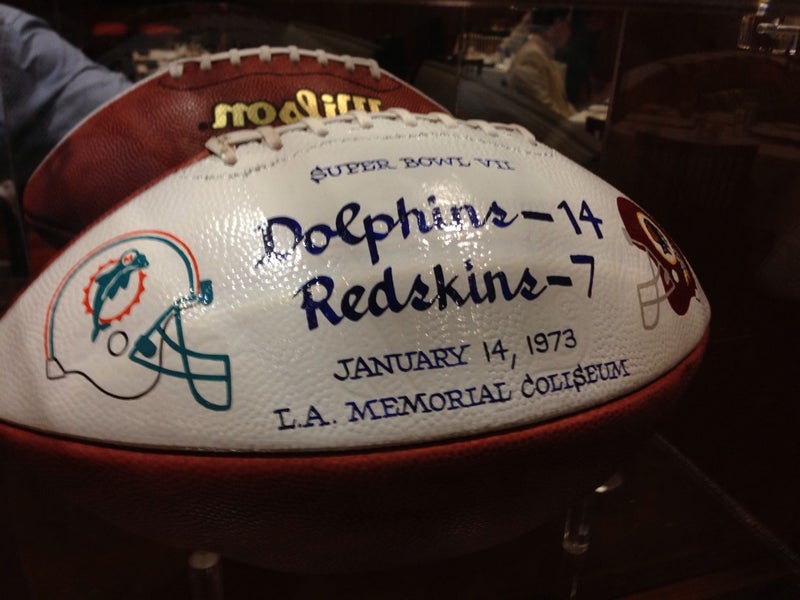 Wilson
SUPER BOWL VII
Dolphins-14
Redskins-7
JANUARY 14, 1973
L.A. MEMORIAL COLISEUM